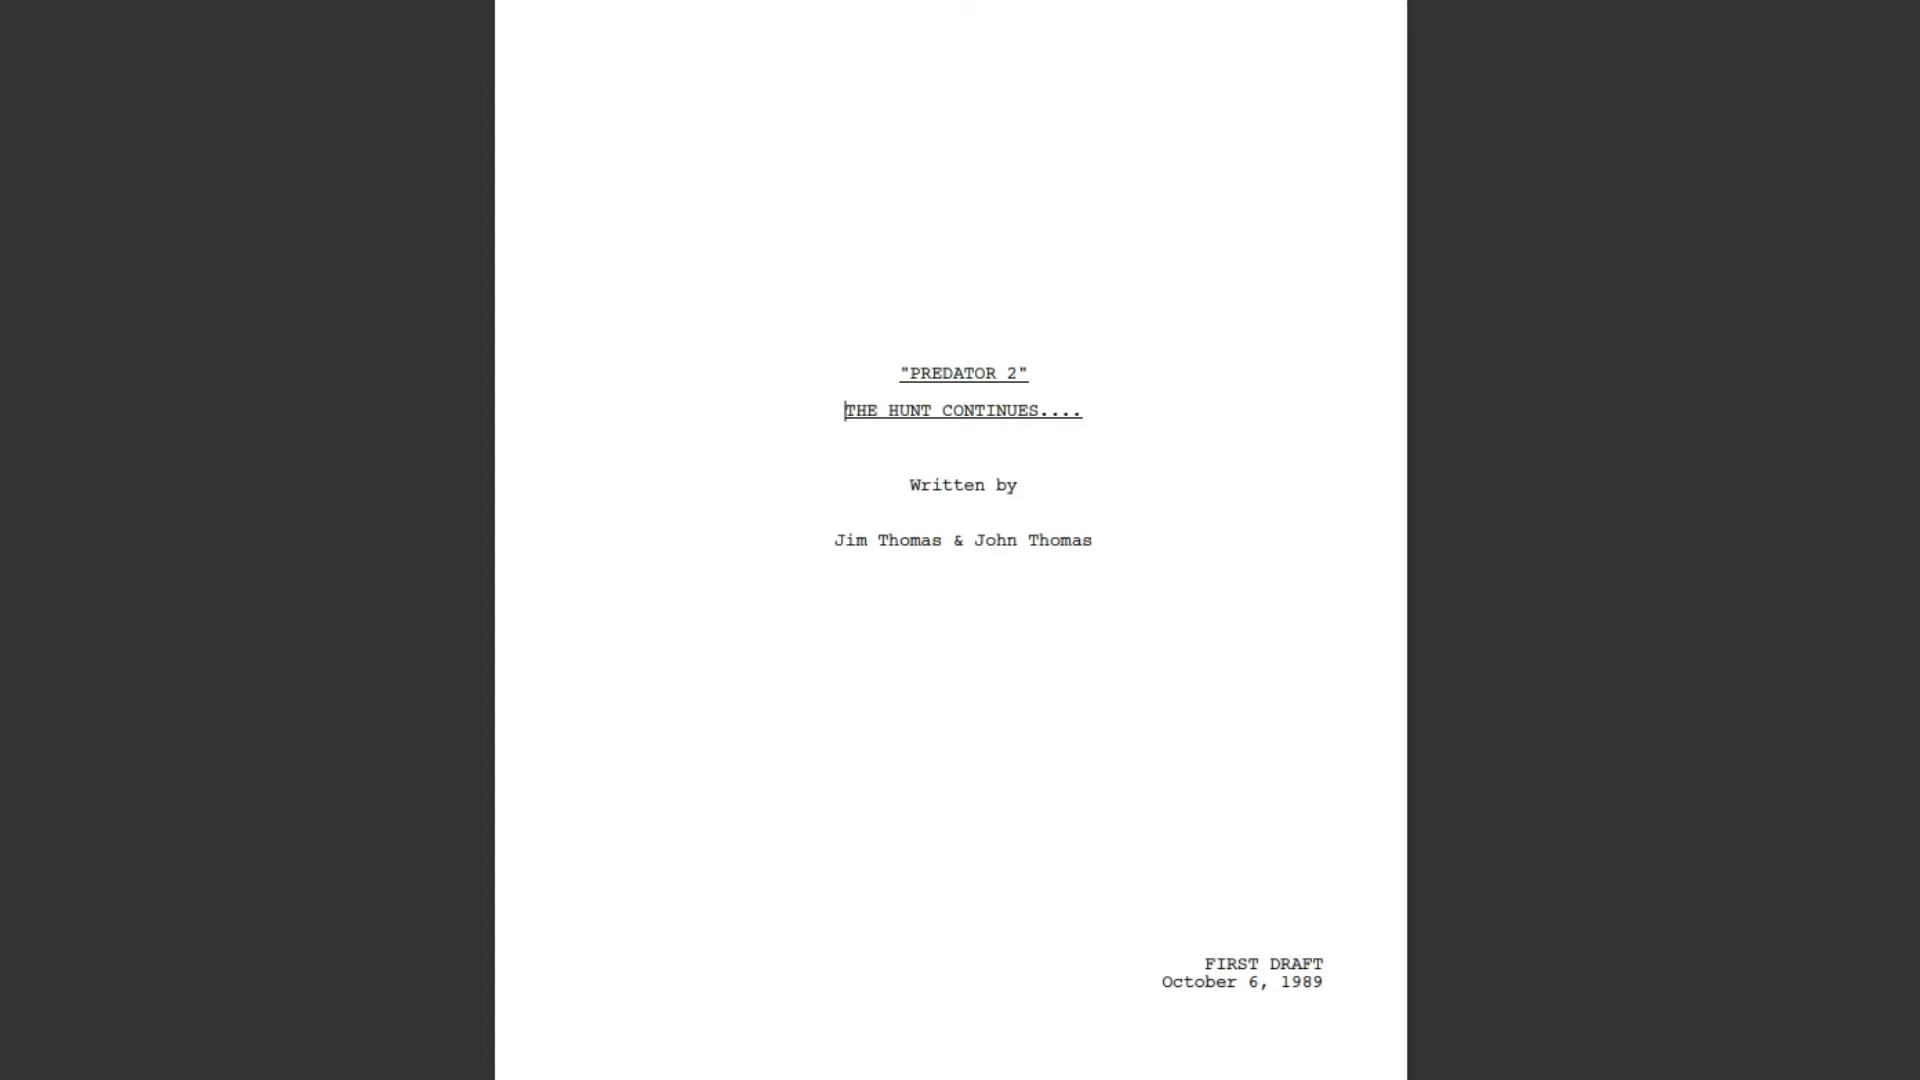 "PREDATOR 2"
THE HUNT CONTINUES....
Written by
Jim Thomas & John Thomas
FIRST DRAFT
October 6, 1989